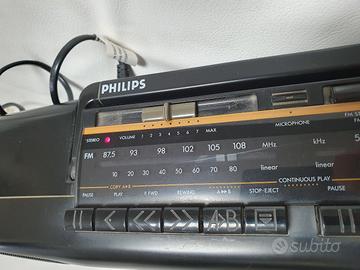 PHILIPS
STEREO
VOLUME 1 2 3 4 5 6 7 MAX
MICROPHONE
FM 87.5 93 98 102 105 108 MHz
linear linear
10 20 30 40 50 60 70 80
COPY A▸B CONTINUOUS PLAY
PAUSE PLAY F. FWD REWIND A▸B STOP·EJECT PAUSE
A▸B
subito